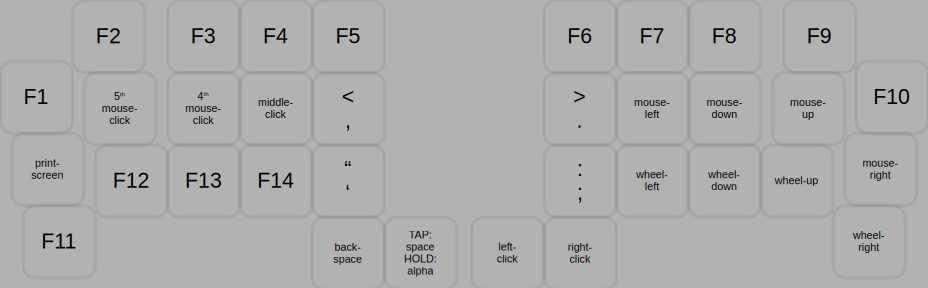 F2
F3
F4
F5
F6
F7
F8
F9
F1
5th
mouse-
click
4th
mouse-
click
middle-
click
<
,
>
.
mouse-
left
mouse-
down
mouse-
up
F10
print-
screen
F12
F13
F14
“
‘
:
;
wheel-
left
wheel-
down
wheel-up
mouse-
right
F11
back-
space
TAP:
space
HOLD:
alpha
left-
click
right-
click
wheel-
right